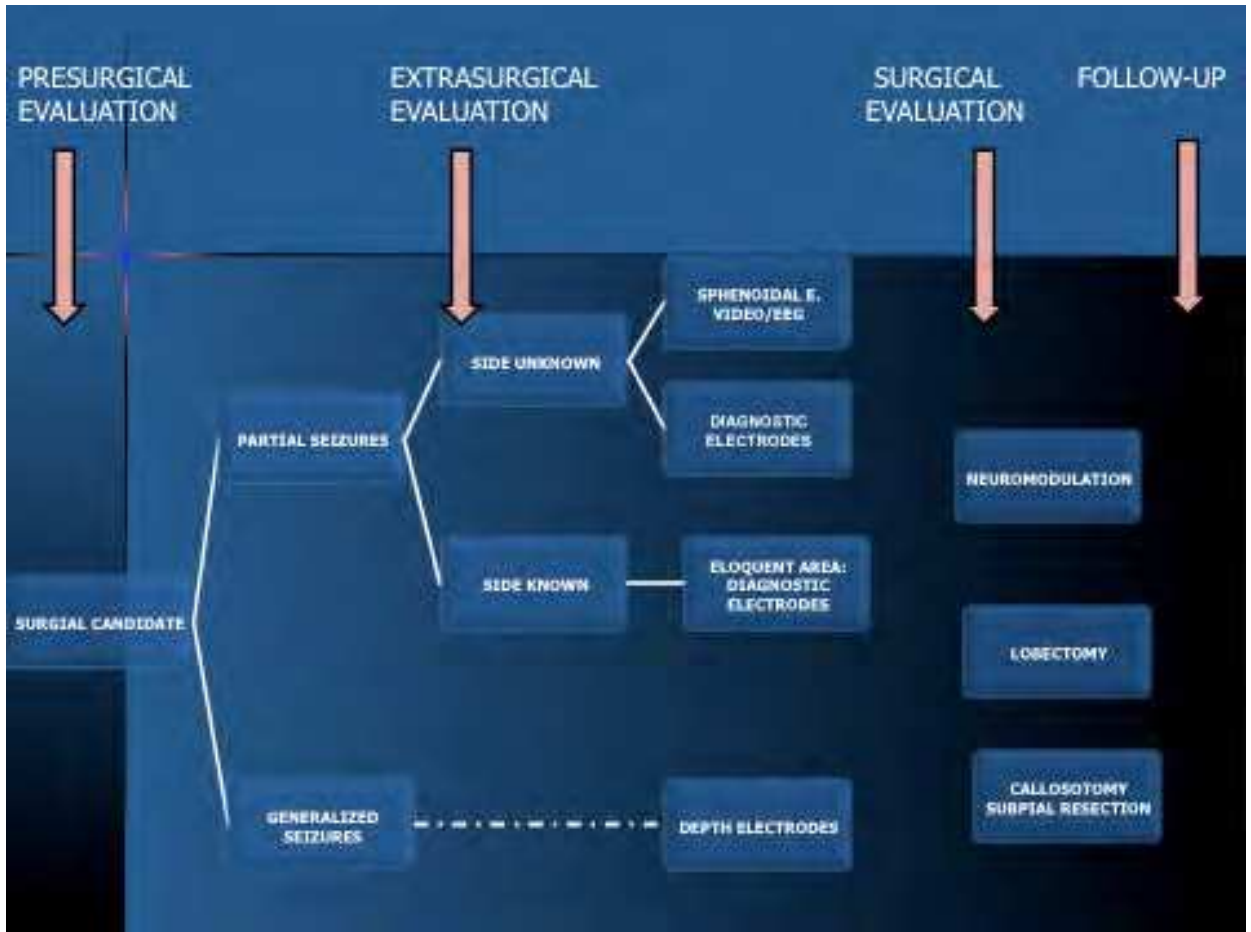 PRESURGICAL
EVALUATION
EXTRASURGICAL
EVALUATION
SURGICAL
EVALUATION
FOLLOW-UP
SPHENOIDAL E.
VIDEO/EEG
SIDE UNKNOWN
DIAGNOSTIC
ELECTRODES
PARTIAL SEIZURES
NEUROMODULATION
SIDE KNOWN
ELOQUENT AREA:
DIAGNOSTIC
ELECTRODES
SURGIAL CANDIDATE
LOBECTOMY
GENERALIZED
SEIZURES
DEPTH ELECTRODES
CALLOSOTOMY
SUBPIAL RESECTION